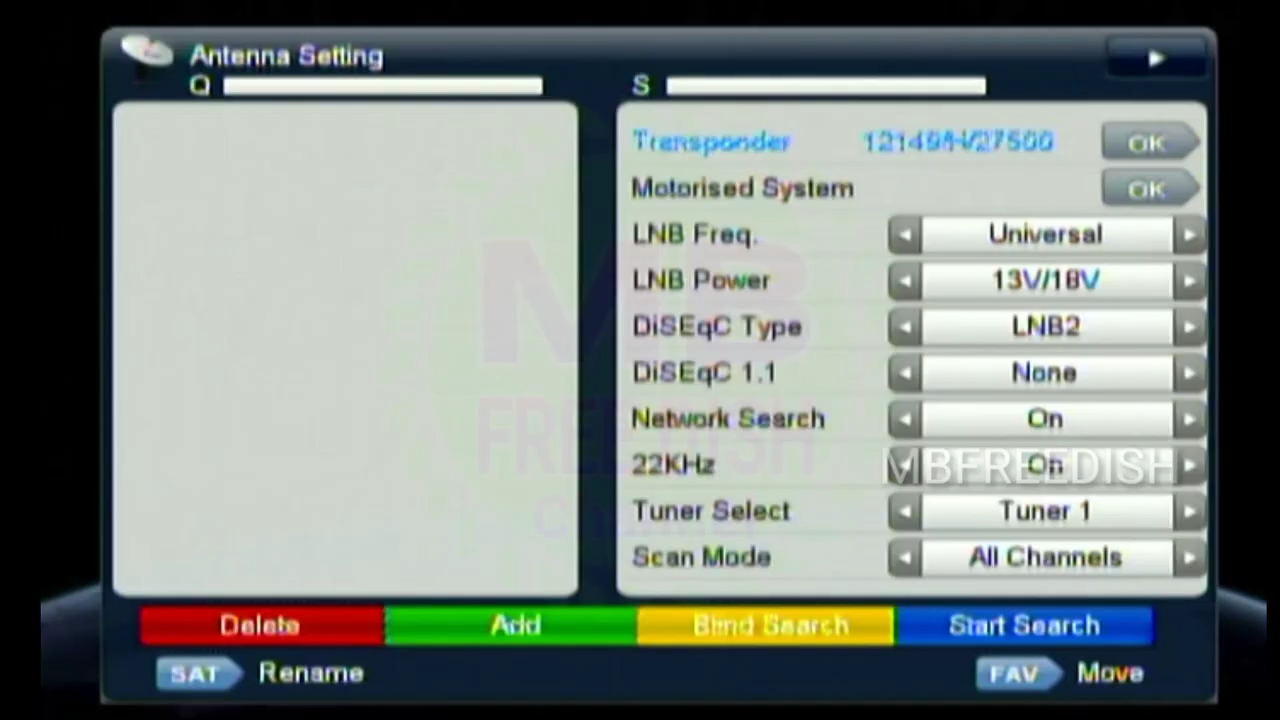 Antenna Setting
Q S
Transponder 12149/H/27500 OK
Motorised System OK
LNB Freq. Universal
LNB Power 13V/18V
DiSEqC Type LNB2
DiSEqC 1.1 None
Network Search On
22KHz On
MBFREEDISH
Tuner Select Tuner 1
Scan Mode All Channels
MB
FREEDISH
Delete Add Blind Search Start Search
SAT Rename FAV Move